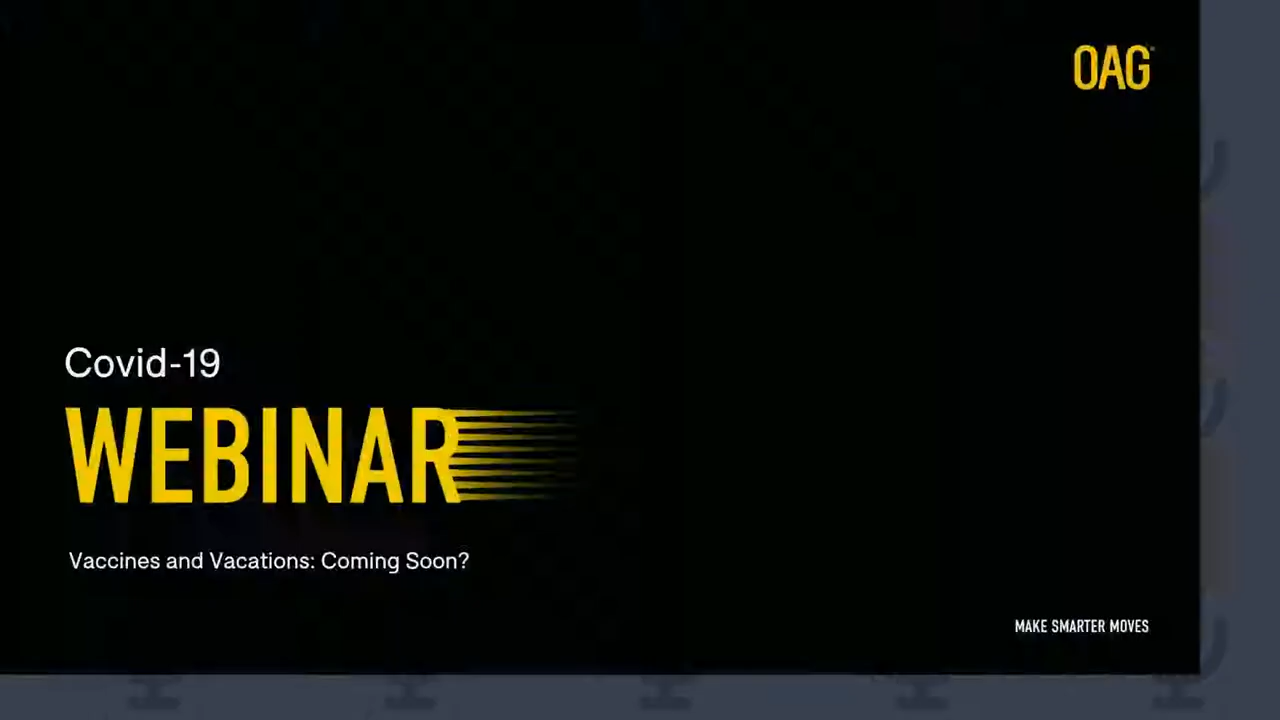 OAG
Covid-19
WEBINAR
Vaccines and Vacations: Coming Soon?
MAKE SMARTER MOVES